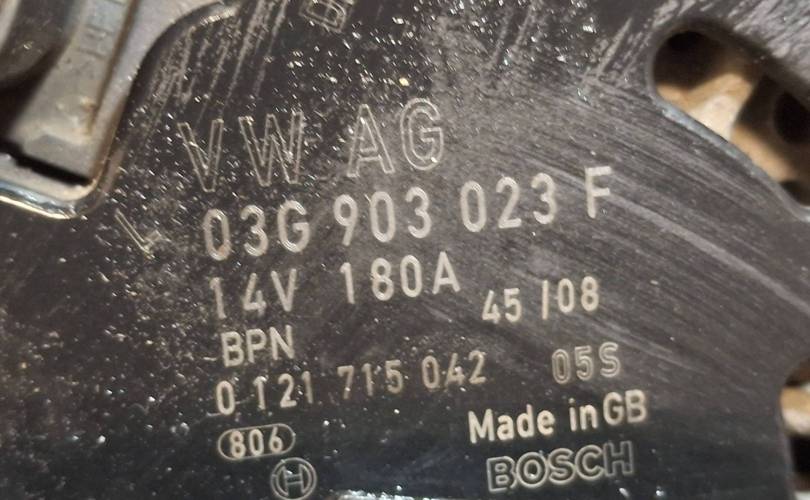 VW AG
03G 903 023 F
14V 180A 45/08
BPN
0 121 715 042 05S
806 Made in GB
H BOSCH